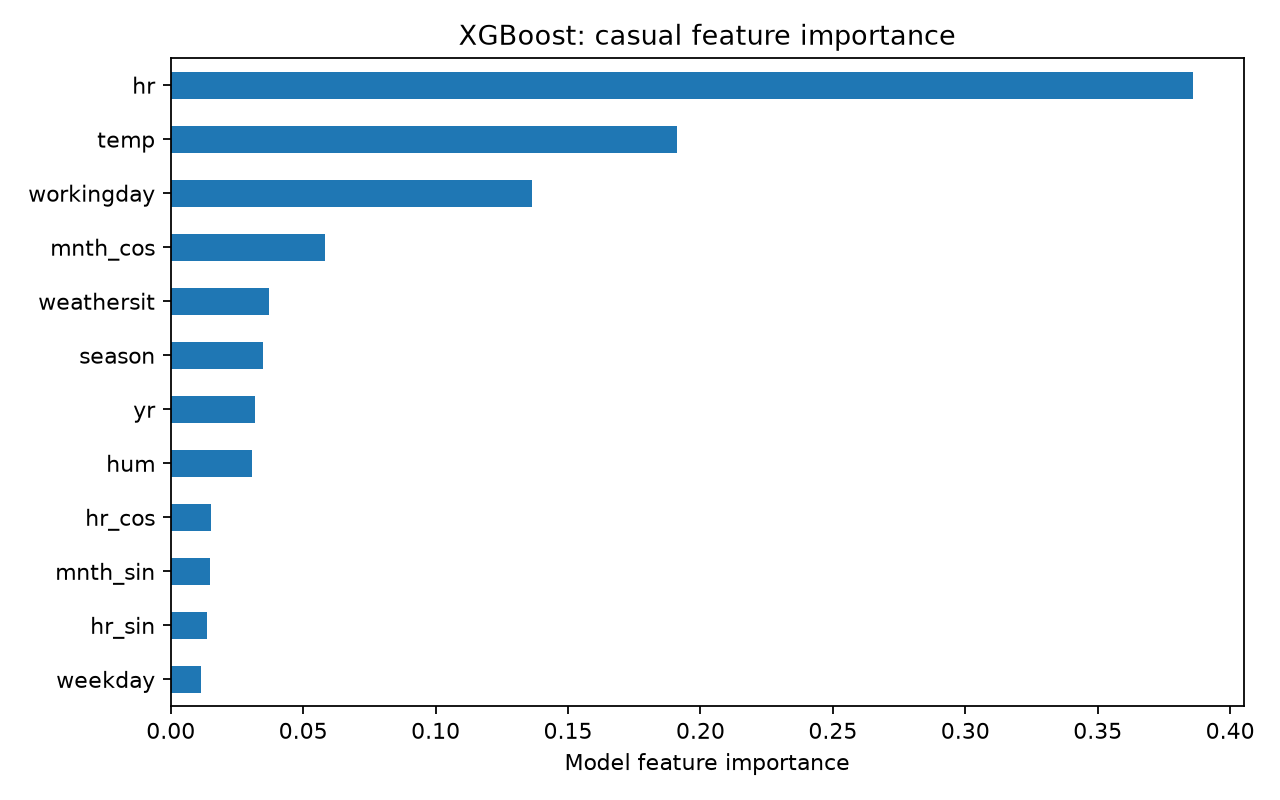 XGBoost: casual feature importance
hr
temp
workingday
mnth_cos
weathersit
season
yr
hum
hr_cos
mnth_sin
hr_sin
weekday
0.00 0.05 0.10 0.15 0.20 0.25 0.30 0.35 0.40
Model feature importance